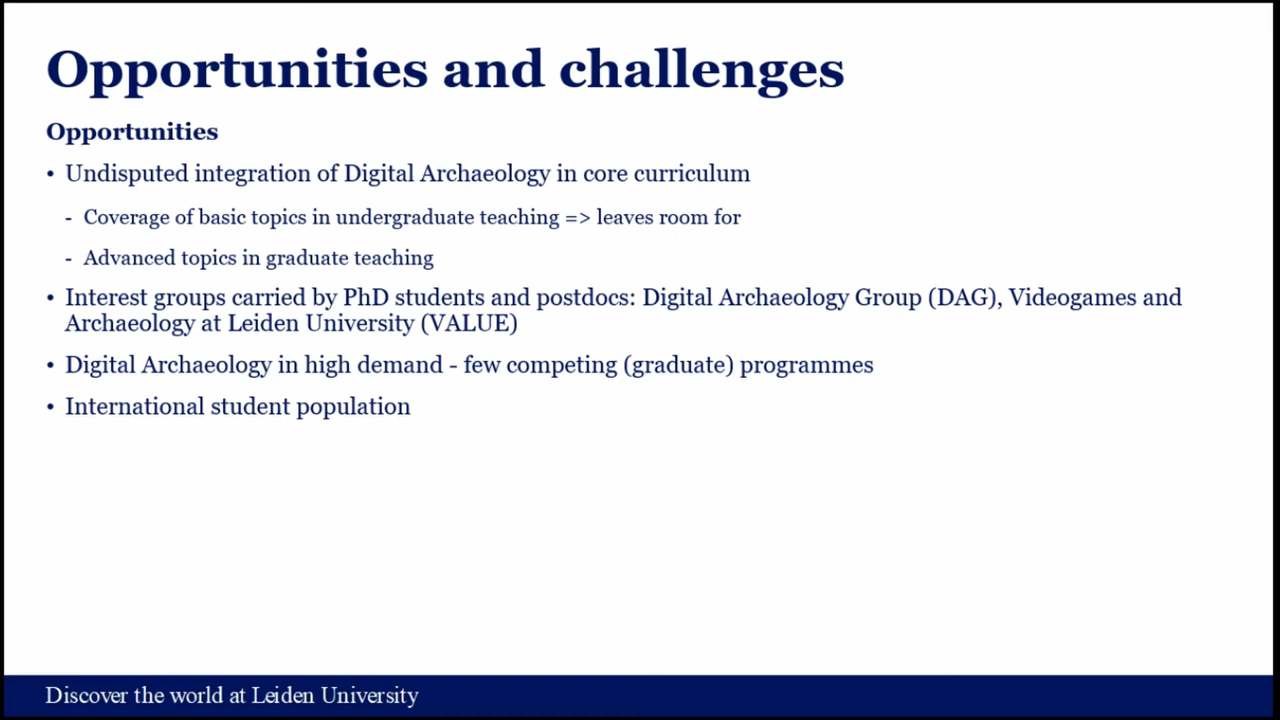 Opportunities and challenges
Opportunities
• Undisputed integration of Digital Archaeology in core curriculum
- Coverage of basic topics in undergraduate teaching => leaves room for
- Advanced topics in graduate teaching
• Interest groups carried by PhD students and postdocs: Digital Archaeology Group (DAG), Videogames and
Archaeology at Leiden University (VALUE)
• Digital Archaeology in high demand - few competing (graduate) programmes
• International student population
Discover the world at Leiden University